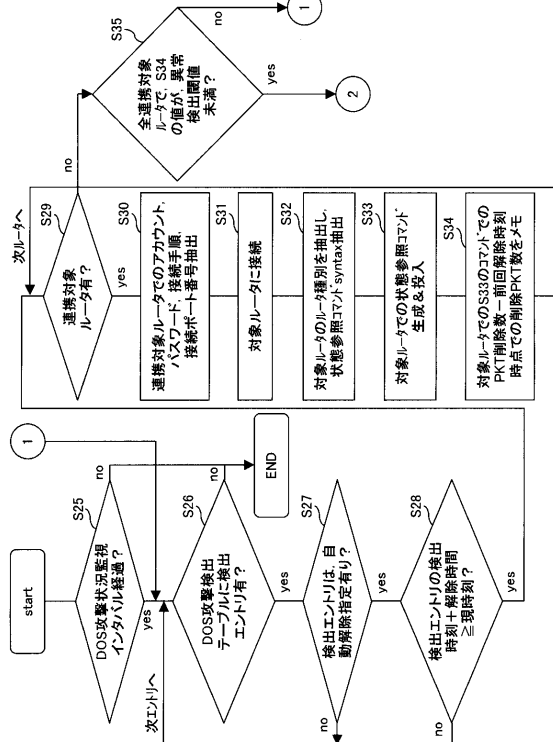 start
S25
DOS攻撃状況監視
インタバル経過?
no
yes
1
次エントリへ
S26
DOS攻撃検出
テーブルに検出
エントリ有?
no
yes
END
S27
検出エントリは、自
動解除指定有り?
no
yes
S28
検出エントリの検出
時刻+解除時間
≧現時刻?
no
yes
次ルータへ
S29
連携対象
ルータ有?
no
yes
S30
連携対象ルータでのアカウント,
パスワード, 接続手順,
接続ポート番号抽出
S31
対象ルータに接続
S32
対象ルータのルータ種別を抽出し,
状態参照コマンドsyntax抽出
S33
対象ルータでの状態参照コマンド
生成&投入
S34
対象ルータでのS33のコマンドでの
PKT削除数ー前回解除時刻
時点での削除PKT数をメモ
S35
全連携対象
ルータで、S34
の値が、異常
検出閾値
未満?
no
1
yes
2